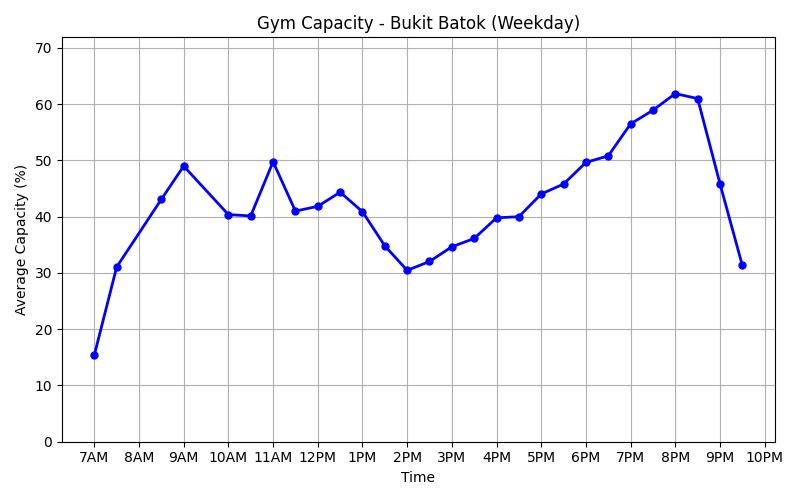 Gym Capacity - Bukit Batok (Weekday)
70
60
50
40
30
20
10
0
Average Capacity (%)
7AM 8AM 9AM 10AM 11AM 12PM 1PM 2PM 3PM 4PM 5PM 6PM 7PM 8PM 9PM 10PM
Time